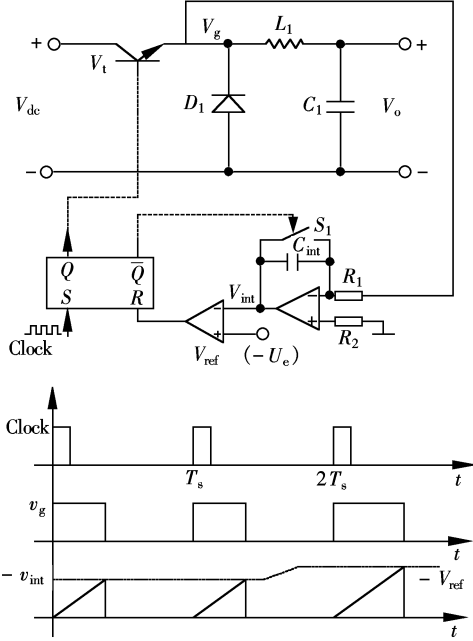 V_g L_1
+ +
V_t
V_dc D_1 C_1 V_o
− −
S_1
Q Q̅ C_int
S R V_int − R_1
− + R_2
+
Clock V_ref (−U_e)
Clock
T_s 2T_s t
v_g
t
− v_int − V_ref
t